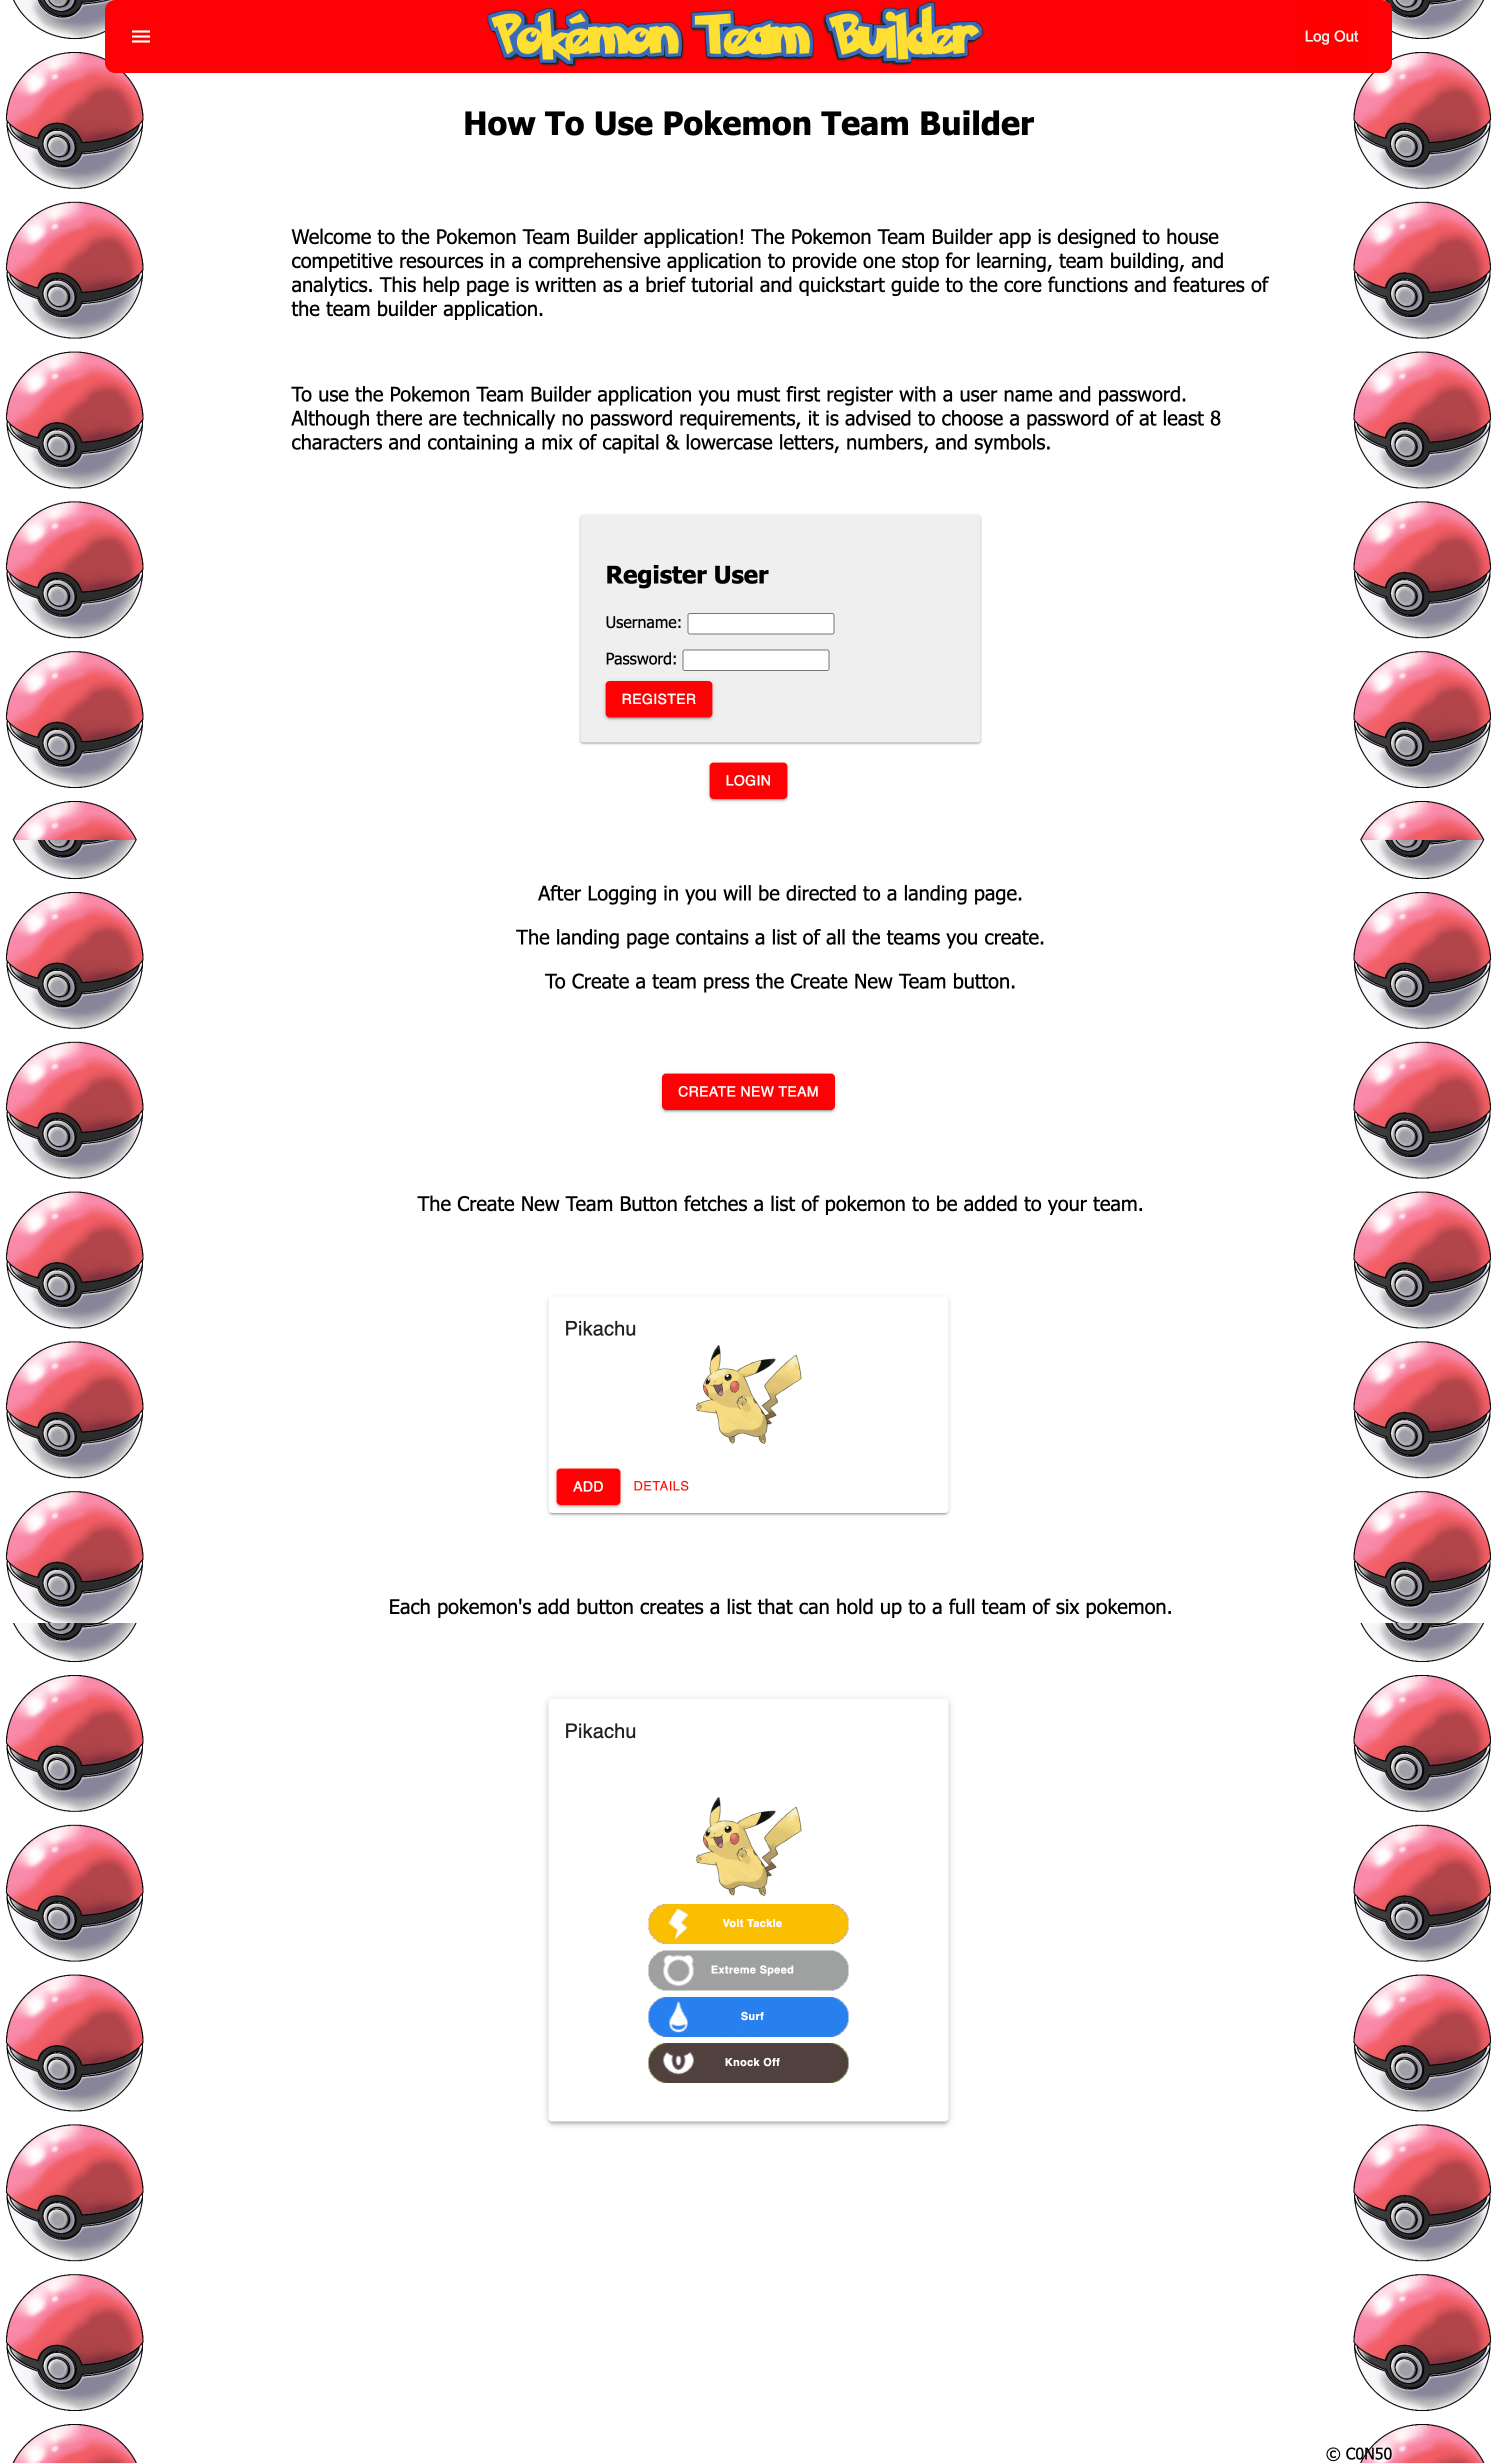 Pokémon Team Builder
Log Out
How To Use Pokemon Team Builder
Welcome to the Pokemon Team Builder application! The Pokemon Team Builder app is designed to house
competitive resources in a comprehensive application to provide one stop for learning, team building, and
analytics. This help page is written as a brief tutorial and quickstart guide to the core functions and features of
the team builder application.
To use the Pokemon Team Builder application you must first register with a user name and password.
Although there are technically no password requirements, it is advised to choose a password of at least 8
characters and containing a mix of capital & lowercase letters, numbers, and symbols.
Register User
Username:
Password:
REGISTER
LOGIN
After Logging in you will be directed to a landing page.
The landing page contains a list of all the teams you create.
To Create a team press the Create New Team button.
CREATE NEW TEAM
The Create New Team Button fetches a list of pokemon to be added to your team.
Pikachu
ADD DETAILS
Each pokemon's add button creates a list that can hold up to a full team of six pokemon.
Pikachu
Volt Tackle
Extreme Speed
Surf
Knock Off
© C0N50